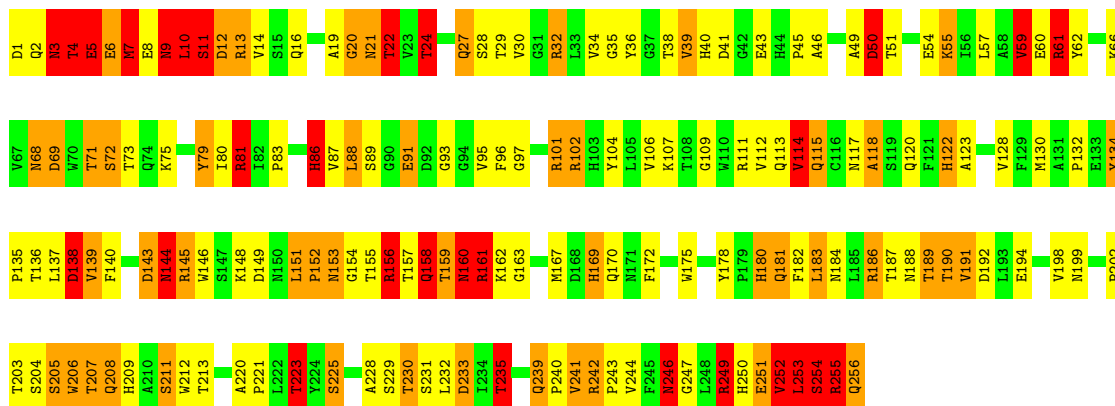 D1 Q2 N3 T4 E5 E6 M7 E8 N9 L10 S11 D12 R13 V14 S15 Q16 A19 G20 N21 T22 V23 T24 Q27 S28 T29 V30 G31 R32 L33 V34 G35 Y36 G37 T38 V39 H40 D41 G42 E43 H44 P45 A46 A49 D50 T51 E54 K55 I56 L57 A58 V59 E60 R61 Y62 K66
V67 N68 D69 W70 T71 S72 T73 Q74 K75 Y79 I80 R81 I82 P83 H86 V87 L88 S89 G90 E91 D92 G93 G94 V95 F96 G97 R101 R102 H103 Y104 L105 V106 K107 T108 G109 W110 R111 V112 Q113 V114 Q115 C116 N117 A118 S119 Q120 F121 H122 A123 V128 F129 M130 A131 P132 E133 Y134
P135 T136 L137 D138 V139 F140 D143 N144 R145 W146 S147 K148 D149 N150 L151 P152 N153 G154 T155 R156 T157 Q158 T159 N160 R161 K162 G163 M167 D168 H169 Q170 N171 F172 W175 Y178 P179 H180 Q181 F182 L183 N184 L185 R186 T187 N188 T189 T190 V191 D192 L193 E194 V198 N199 P202
T203 S204 S205 W206 T207 Q208 H209 A210 S211 W212 T213 A220 P221 L222 T223 Y224 S225 A228 S229 T230 S231 L232 D233 I234 T235 Q239 P240 V241 R242 P243 V244 F245 N246 G247 L248 R249 H250 E251 V252 L253 S254 R255 Q256